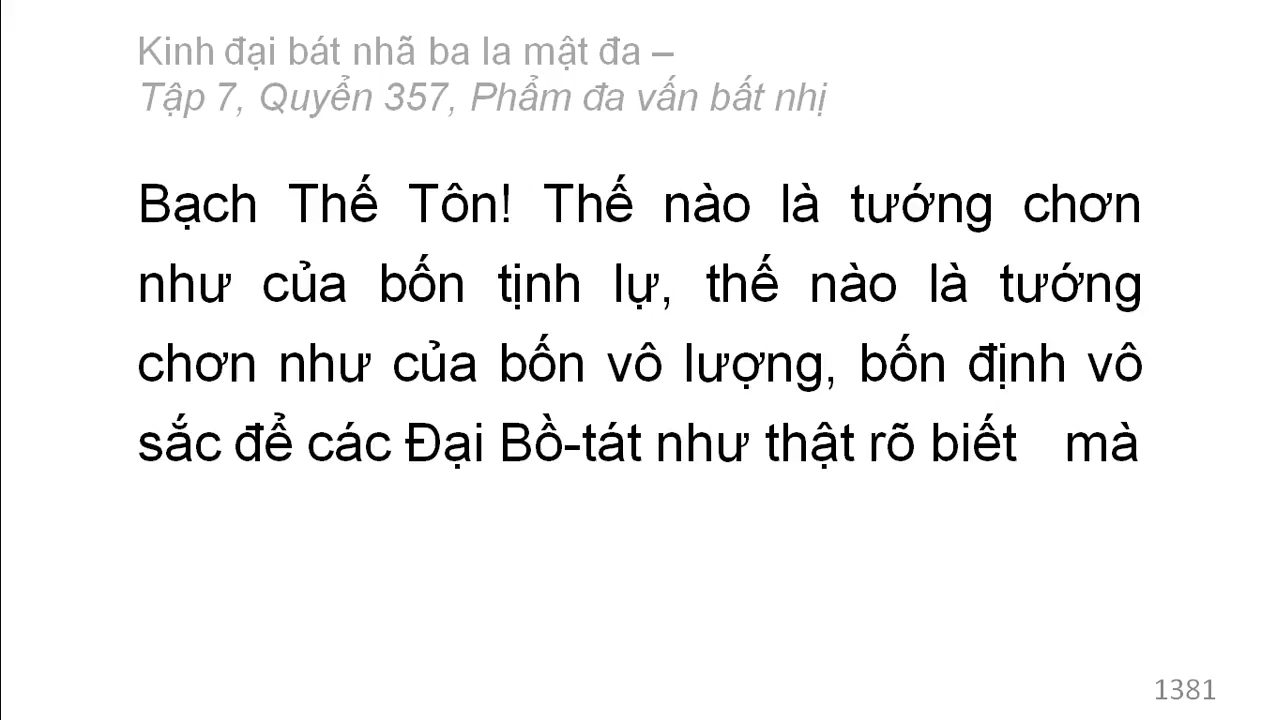 Kinh đại bát nhã ba la mật đa –
Tập 7, Quyển 357, Phẩm đa vấn bất nhị
Bạch Thế Tôn! Thế nào là tướng chơn
như của bốn tịnh lự, thế nào là tướng
chơn như của bốn vô lượng, bốn định vô
sắc để các Đại Bồ-tát như thật rõ biết mà
1381